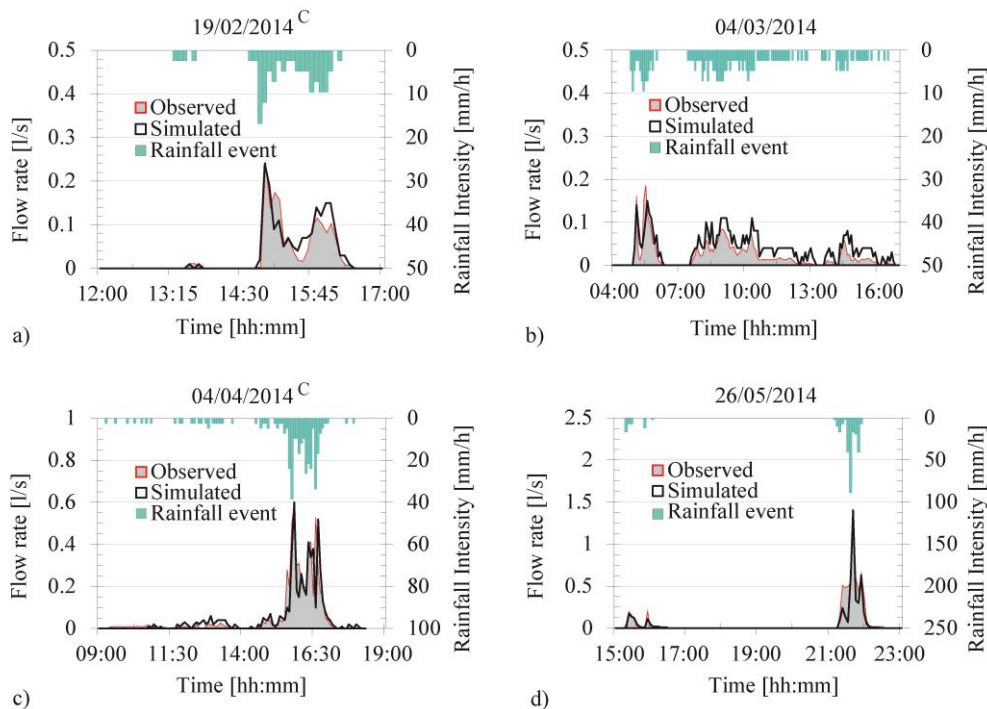 19/02/2014 C
0.5
0.4
0.3
0.2
0.1
0
Flow rate [l/s]
Observed
Simulated
Rainfall event
0
10
20
30
40
50
Rainfall Intensity [mm/h]
12:00 13:15 14:30 15:45 17:00
Time [hh:mm]
a)
04/03/2014
0.5
0.4
0.3
0.2
0.1
0
Flow rate [l/s]
Observed
Simulated
Rainfall event
0
10
20
30
40
50
Rainfall Intensity [mm/h]
04:00 07:00 10:00 13:00 16:00
Time [hh:mm]
b)
04/04/2014 C
1
0.8
0.6
0.4
0.2
0
Flow rate [l/s]
Observed
Simulated
Rainfall event
0
20
40
60
80
100
Rainfall Intensity [mm/h]
09:00 11:30 14:00 16:30 19:00
Time [hh:mm]
c)
26/05/2014
2.5
2
1.5
1
0.5
0
Flow rate [l/s]
Observed
Simulated
Rainfall event
0
50
100
150
200
250
Rainfall Intensity [mm/h]
15:00 17:00 19:00 21:00 23:00
Time [hh:mm]
d)